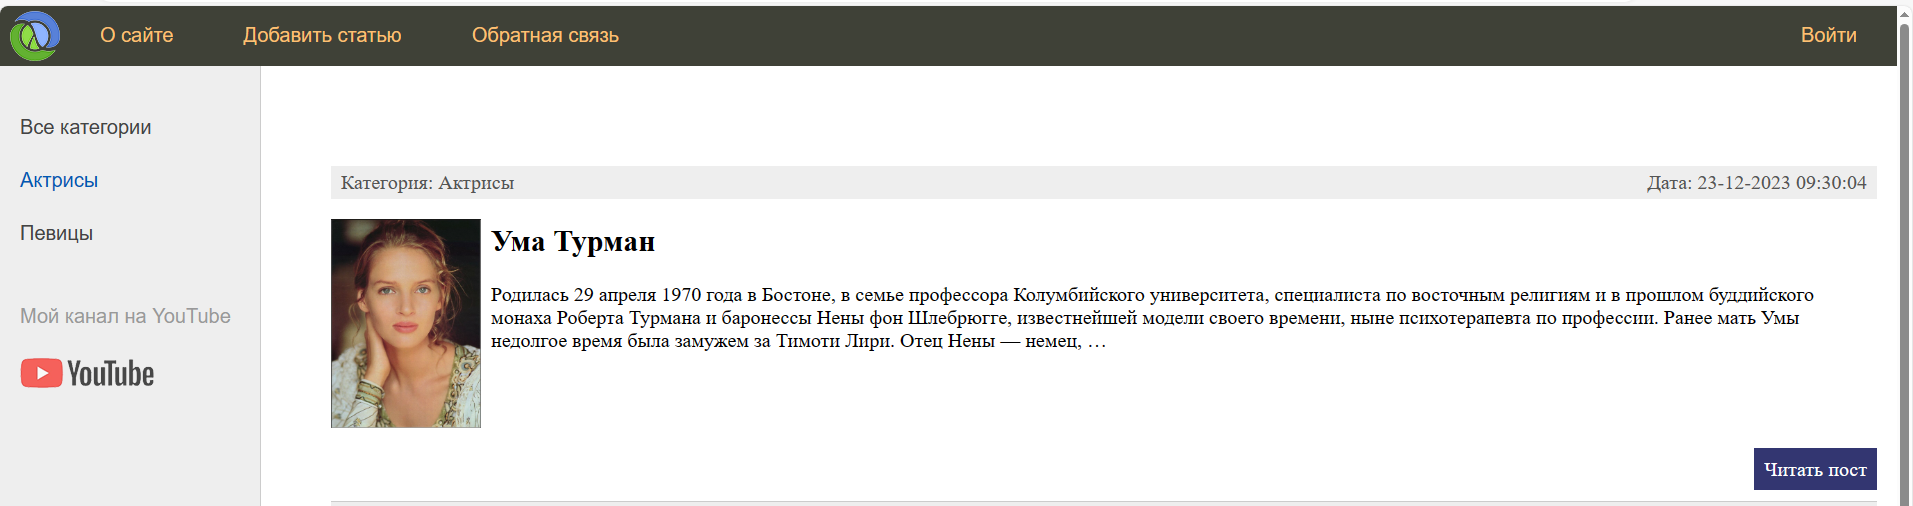 О сайте
Добавить статью
Обратная связь
Войти
Все категории
Актрисы
Певицы
Мой канал на YouTube
YouTube
Категория: Актрисы
Дата: 23-12-2023 09:30:04
Ума Турман
Родилась 29 апреля 1970 года в Бостоне, в семье профессора Колумбийского университета, специалиста по восточным религиям и в прошлом буддийского
монаха Роберта Турмана и баронессы Нены фон Шлебрюгге, известнейшей модели своего времени, ныне психотерапевта по профессии. Ранее мать Умы
недолгое время была замужем за Тимоти Лири. Отец Нены — немец, …
Читать пост